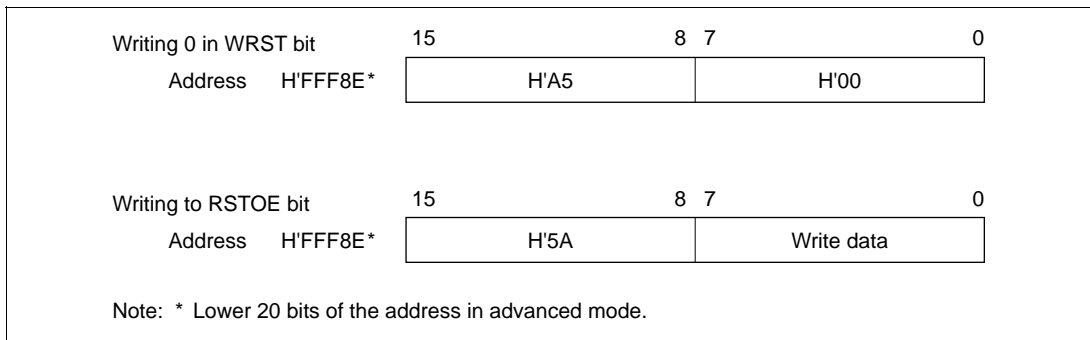 Writing 0 in WRST bit 15 8 7 0
Address H'FFF8E* H'A5 H'00
Writing to RSTOE bit 15 8 7 0
Address H'FFF8E* H'5A Write data
Note: * Lower 20 bits of the address in advanced mode.